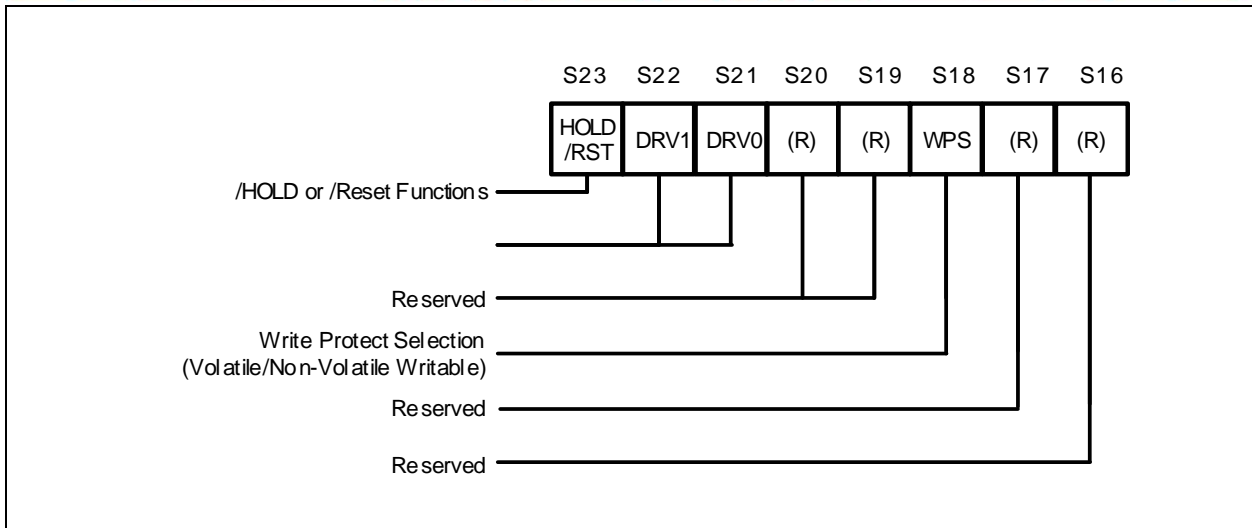 S23 S22 S21 S20 S19 S18 S17 S16
HOLD
/RST DRV1 DRV0 (R) (R) WPS (R) (R)
/HOLD or /Reset Functions
Reserved
Write Protect Selection
(Volatile/Non-Volatile Writable)
Reserved
Reserved